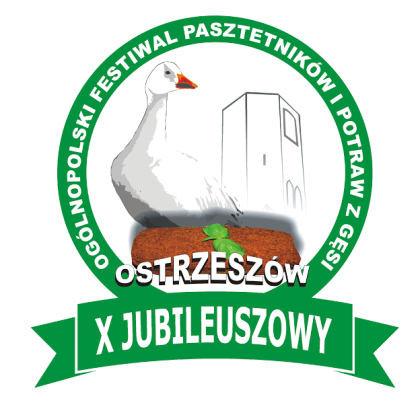 OGÓLNOPOLSKI FESTIWAL PASZTETNIKÓW I POTRAW Z GĘSI
OSTRZESZÓW
X JUBILEUSZOWY